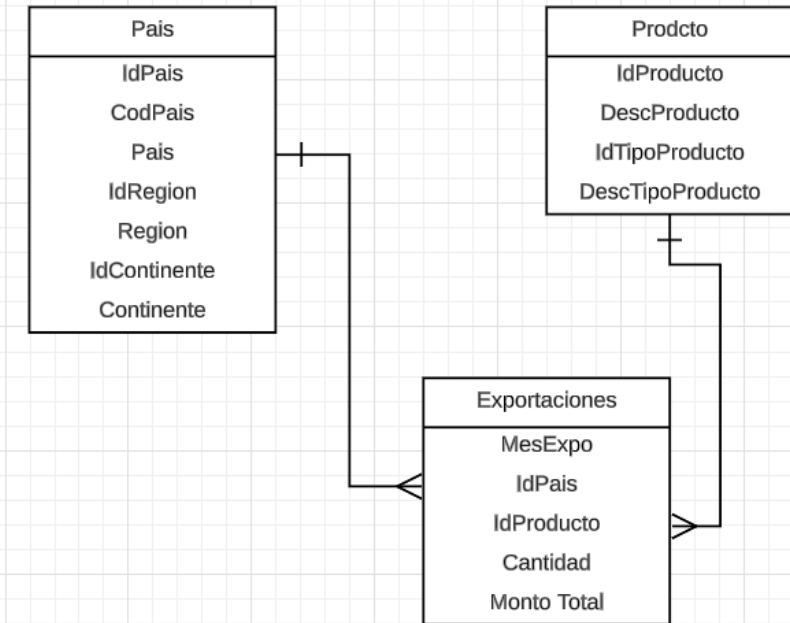 Pais
IdPais
CodPais
Pais
IdRegion
Region
IdContinente
Continente
Prodcto
IdProducto
DescProducto
IdTipoProducto
DescTipoProducto
Exportaciones
MesExpo
IdPais
IdProducto
Cantidad
Monto Total